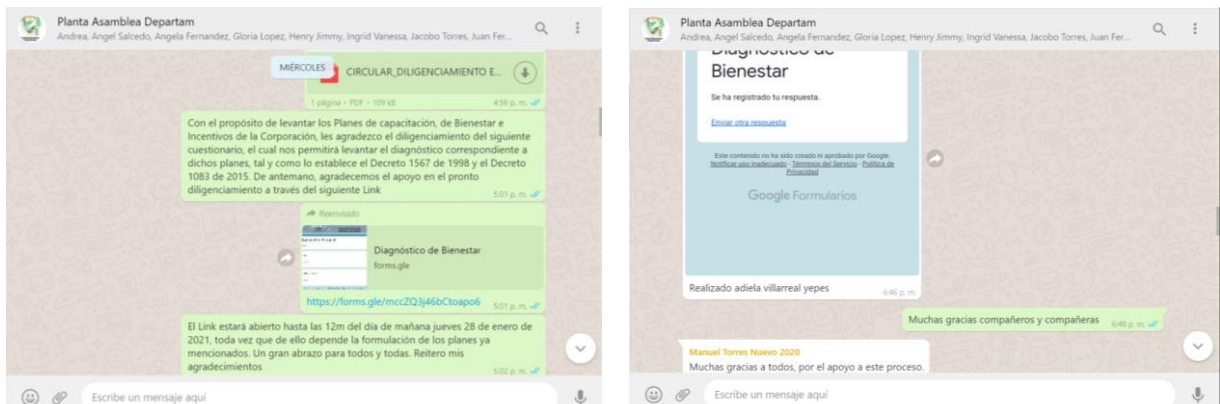 Planta Asamblea Departam
Andrea, Angel Salcedo, Angela Fernandez, Gloria Lopez, Henry Jimmy, Ingrid Vanessa, Jacobo Torres, Juan Fer...
MIÉRCOLES
CIRCULAR_DILIGENCIAMIENTO E...
1 página • PDF • 109 kB
4:56 p. m.
Con el propósito de levantar los Planes de capacitación, de Bienestar e
Incentivos de la Corporación, les agradezco el diligenciamiento del siguiente
cuestionario, el cual nos permitirá levantar el diagnóstico correspondiente a
dichos planes, tal y como lo establece el Decreto 1567 de 1998 y el Decreto
1083 de 2015. De antemano, agradecemos el apoyo en el pronto
diligenciamiento a través del siguiente Link
5:01 p. m.
Reenviado
Diagnóstico de Bienestar
forms.gle
https://forms.gle/mccZQ3j46bCtoapo6
5:01 p. m.
El Link estará abierto hasta las 12m del día de mañana jueves 28 de enero de
2021, toda vez que de ello depende la formulación de los planes ya
mencionados. Un gran abrazo para todos y todas. Reitero mis
agradecimientos
5:02 p. m.
Escribe un mensaje aquí
Planta Asamblea Departam
Andrea, Angel Salcedo, Angela Fernandez, Gloria Lopez, Henry Jimmy, Ingrid Vanessa, Jacobo Torres, Juan Fer...
Diagnóstico de
Bienestar
Se ha registrado tu respuesta.
Enviar otra respuesta
Este contenido no ha sido creado ni aprobado por Google.
Notificar uso inadecuado - Términos del Servicio - Política de
Privacidad
Google Formularios
Realizado adiela villarreal yepes
6:46 p. m.
Muchas gracias compañeros y compañeras
6:48 p. m.
Manuel Torres Nuevo 2020
Muchas gracias a todos, por el apoyo a este proceso.
Escribe un mensaje aquí